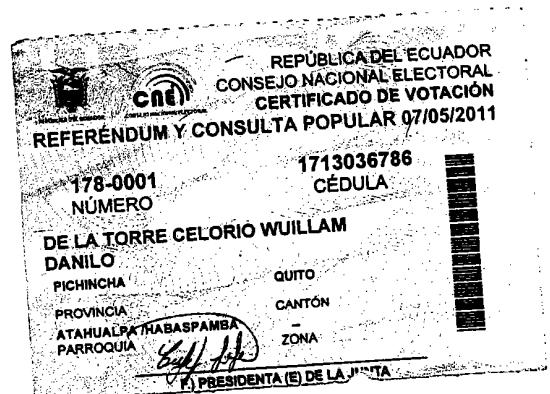 REPÚBLICA DEL ECUADOR
CONSEJO NACIONAL ELECTORAL
CERTIFICADO DE VOTACIÓN
cne
REFERÉNDUM Y CONSULTA POPULAR 07/05/2011
178-0001
NÚMERO
1713036786
CÉDULA
DE LA TORRE CELORIO WUILLAM
DANILO
PICHINCHA
PROVINCIA
QUITO
CANTÓN
ATAHUALPA /HABASPAMBA
PARROQUIA
–
ZONA
F.) PRESIDENTA (E) DE LA JUNTA